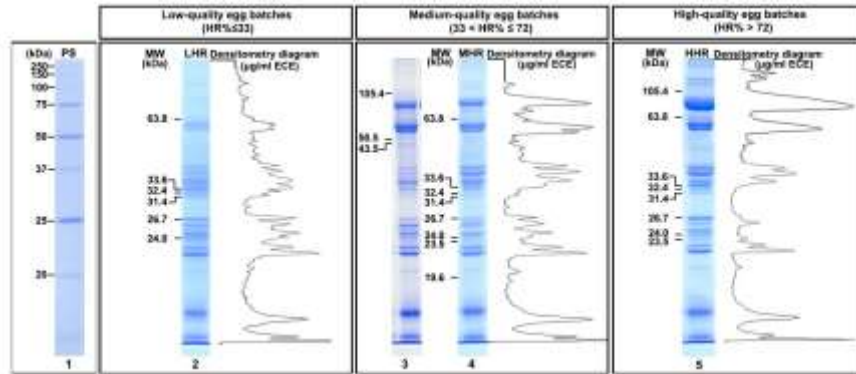 Low-quality egg batches
(HR%≤33)
Medium-quality egg batches
(33 < HR% ≤ 72)
High-quality egg batches
(HR% > 72)
(kDa) PS
250
150
100
75
50
37
25
20
1
MW
(kDa)
LHR
Densitometry diagram
(µg/ml ECE)
63.8
33.6
32.4
31.4
26.7
24.0
2
MW
(kDa)
MHR
Densitometry diagram
(µg/ml ECE)
105.4
63.8
43.5
33.6
32.4
31.4
26.7
24.0
23.5
19.6
3
4
MW
(kDa)
HHR
Densitometry diagram
(µg/ml ECE)
105.4
63.8
33.6
32.4
31.4
26.7
24.0
23.5
5